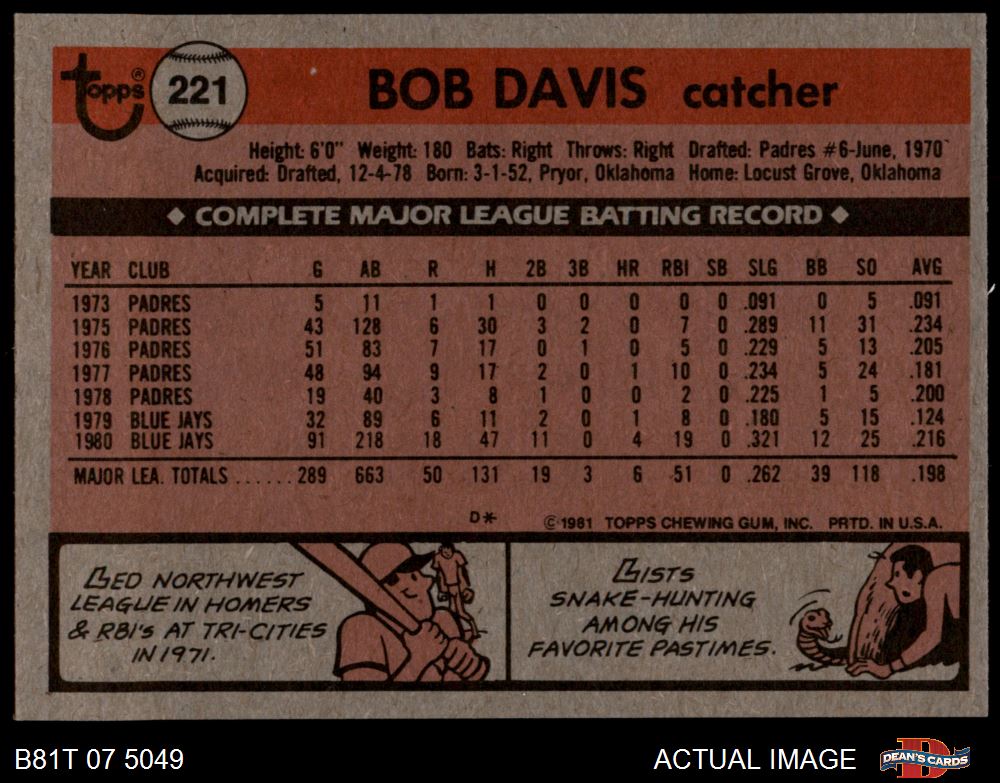 Topps® 221 BOB DAVIS catcher
Height: 6'0" Weight: 180 Bats: Right Throws: Right Drafted: Padres #6-June, 1970
Acquired: Drafted, 12-4-78 Born: 3-1-52, Pryor, Oklahoma Home: Locust Grove, Oklahoma
◆ COMPLETE MAJOR LEAGUE BATTING RECORD ◆
YEAR CLUB G AB R H 2B 3B HR RBI SB SLG BB SO AVG
1973 PADRES 5 11 1 1 0 0 0 0 0 .091 0 5 .091
1975 PADRES 43 128 6 30 3 2 0 7 0 .289 11 31 .234
1976 PADRES 51 83 7 17 0 1 0 5 0 .229 5 13 .205
1977 PADRES 48 94 9 17 2 0 1 10 0 .234 5 24 .181
1978 PADRES 19 40 3 8 1 0 0 2 0 .225 1 5 .200
1979 BLUE JAYS 32 89 6 11 2 0 1 8 0 .180 5 15 .124
1980 BLUE JAYS 91 218 18 47 11 0 4 19 0 .321 12 25 .216
MAJOR LEA. TOTALS ...... 289 663 50 131 19 3 6 51 0 .262 39 118 .198
D* © 1981 TOPPS CHEWING GUM, INC. PRTD. IN U.S.A.
LED NORTHWEST
LEAGUE IN HOMERS
& RBI's AT TRI-CITIES
IN 1971.
LISTS
SNAKE-HUNTING
AMONG HIS
FAVORITE PASTIMES.
B81T 07 5049 ACTUAL IMAGE DEAN'S CARDS